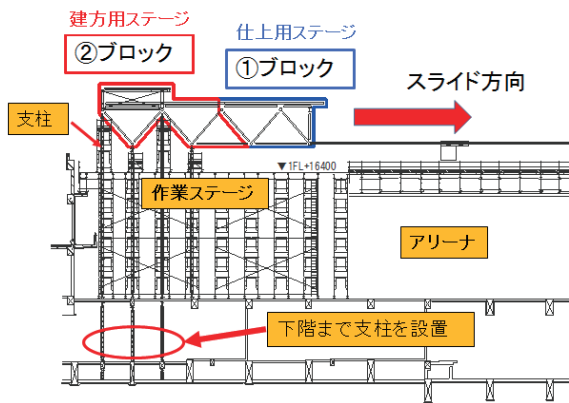 建方用ステージ
②ブロック
仕上用ステージ
①ブロック
スライド方向
支柱
▼1FL+16400
作業ステージ
アリーナ
下階まで支柱を設置